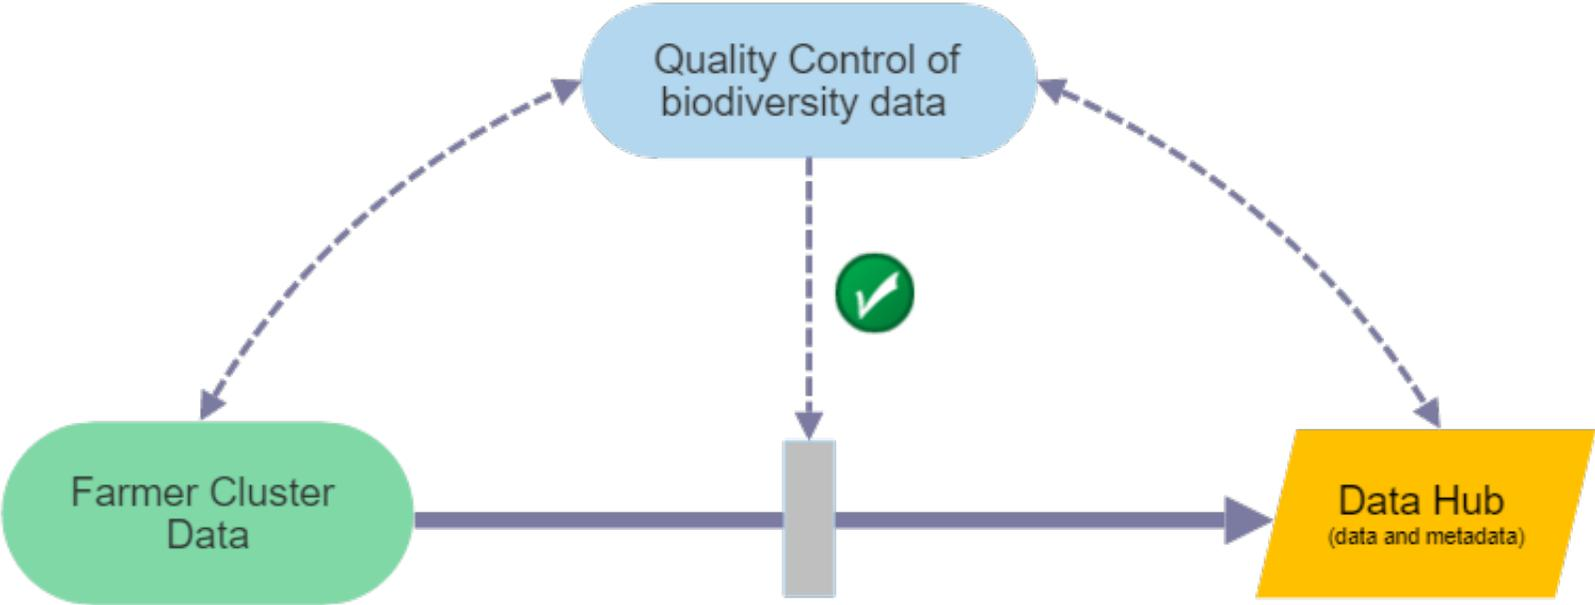 Quality Control of
biodiversity data
Farmer Cluster
Data
Data Hub
(data and metadata)